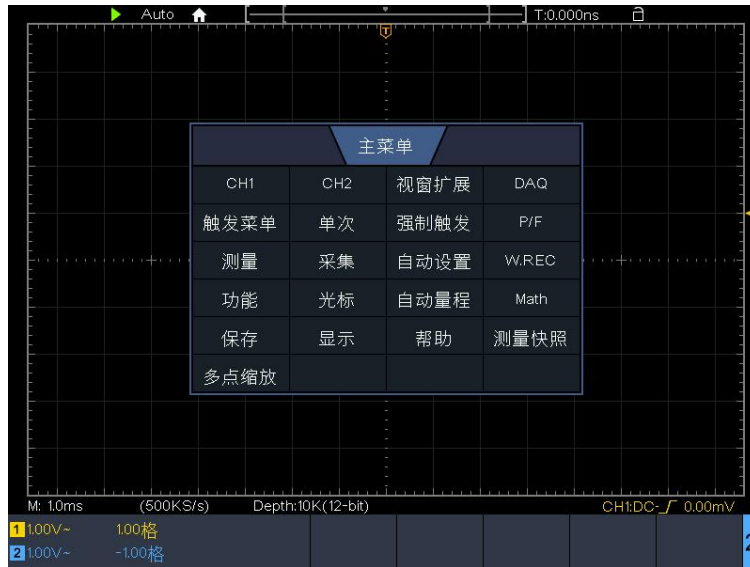 Auto T:0.000ns
T
主菜单
CH1 CH2 视窗扩展 DAQ
触发菜单 单次 强制触发 P/F
测量 采集 自动设置 W.REC
功能 光标 自动量程 Math
保存 显示 帮助 测量快照
多点缩放
M: 1.0ms (500KS/s) Depth:10K(12-bit) CH1:DC- 0.00mV
1 1.00V~ 1.00格
2 1.00V~ -1.00格
2